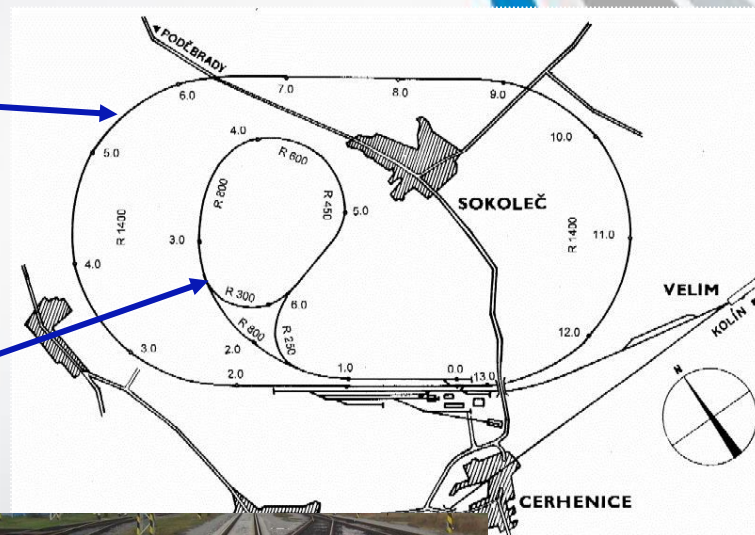 PODĚBRADY
6.0
7.0
8.0
9.0
10.0
4.0
R 600
5.0
R 800
R 450
5.0
SOKOLEČ
R 1400
3.0
R 1400
11.0
4.0
VELIM
KOLÍN
R 300
6.0
R 800
R 250
12.0
3.0
2.0
1.0
0.0
13.0
2.0
N
CERHENICE